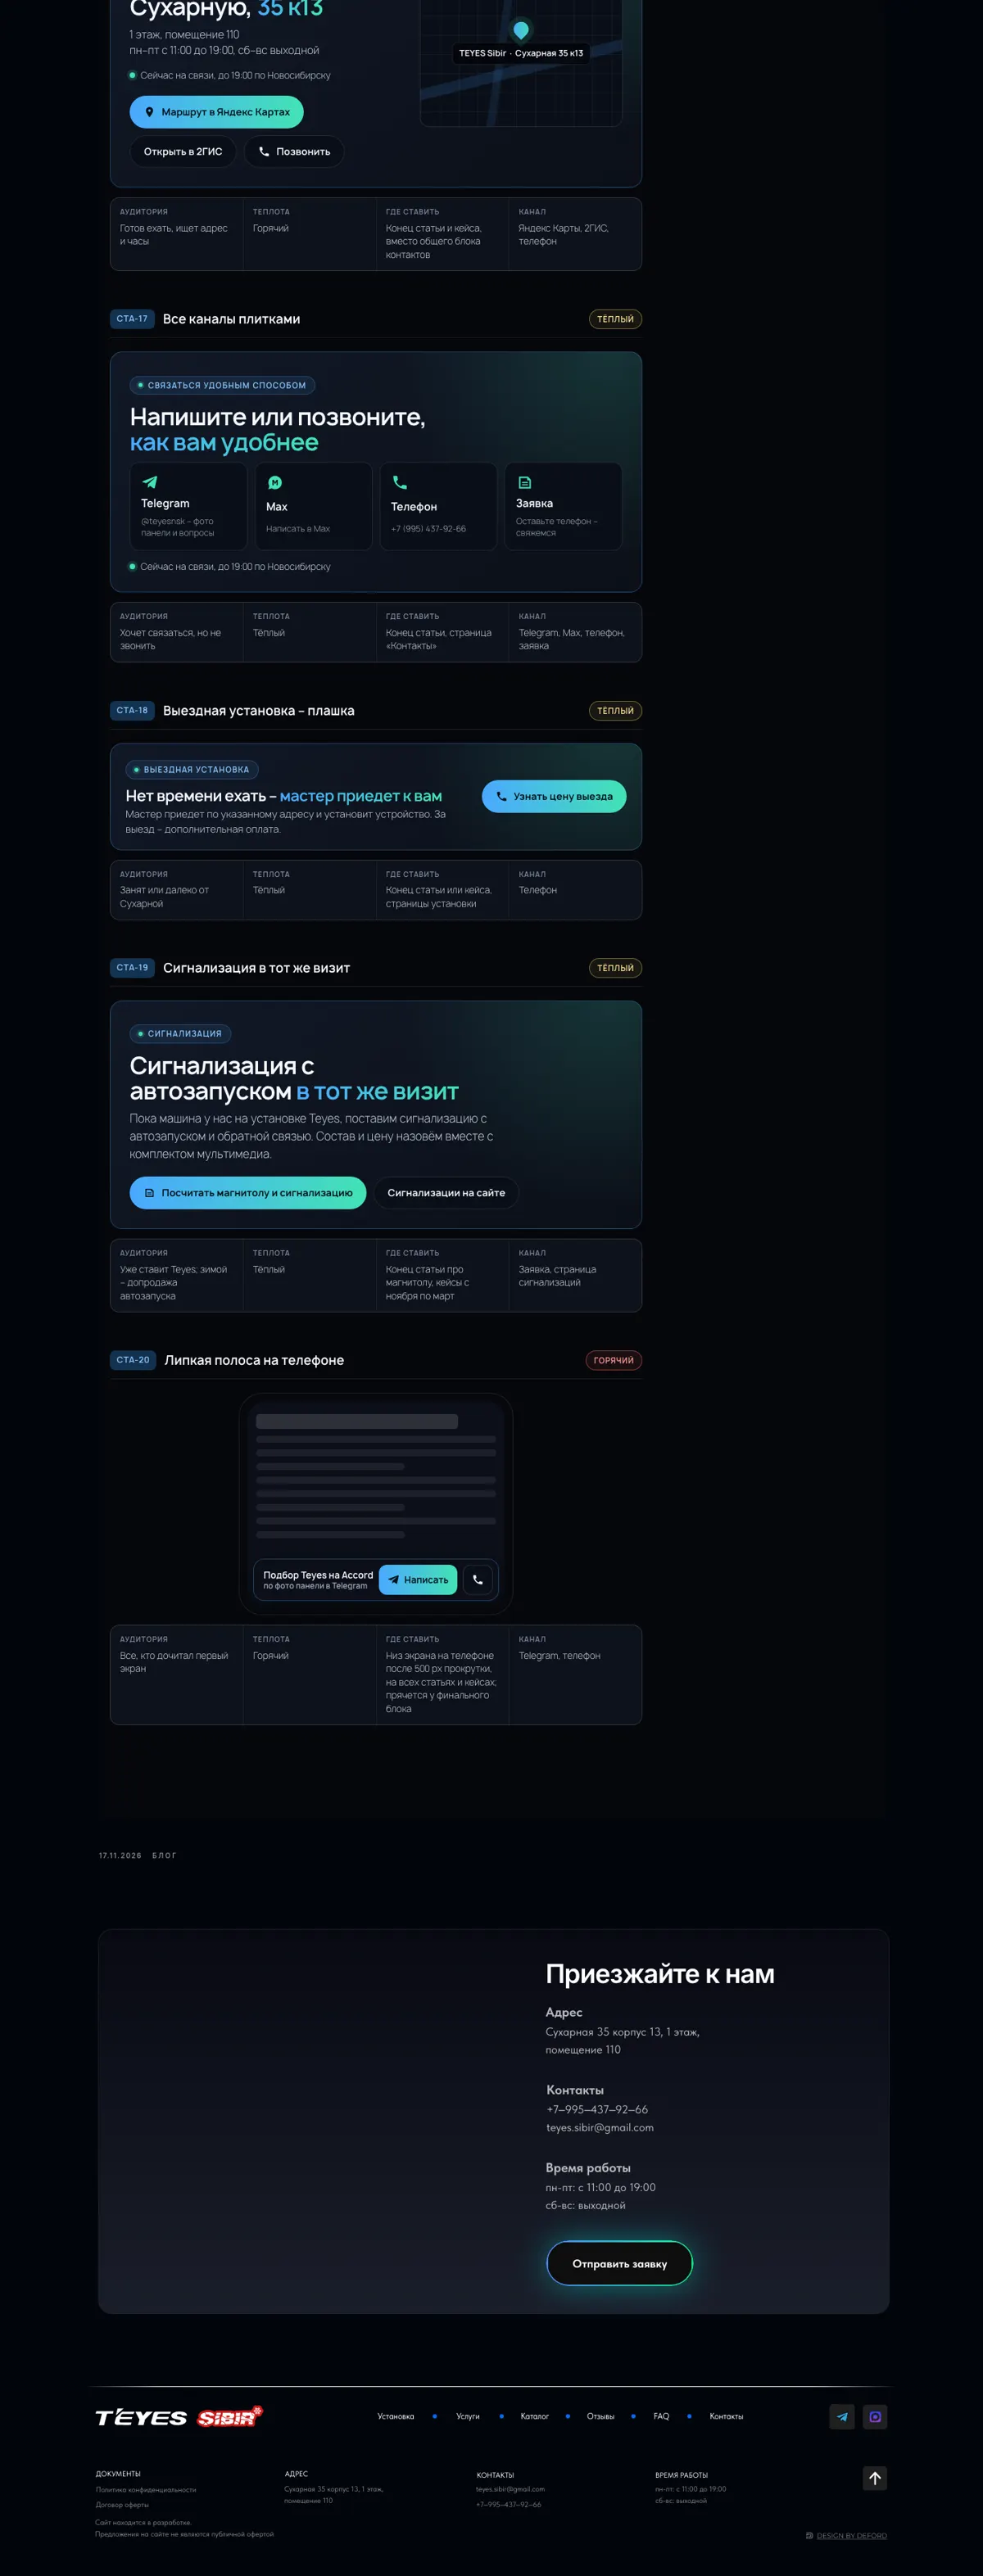 Сухарную, 35 к13
1 этаж, помещение 110
пн–пт с 11:00 до 19:00, сб–вс выходной
Сейчас на связи, до 19:00 по Новосибирску
Маршрут в Яндекс Картах
Открыть в 2ГИС
Позвонить
TEYES Sibir · Сухарная 35 к13
АУДИТОРИЯ
Готов ехать, ищет адрес
и часы
ТЕПЛОТА
Горячий
ГДЕ СТАВИТЬ
Конец статьи и кейса,
вместо общего блока
контактов
КАНАЛ
Яндекс Карты, 2ГИС,
телефон
CTA-17
Все каналы плитками
ТЁПЛЫЙ
СВЯЗАТЬСЯ УДОБНЫМ СПОСОБОМ
Напишите или позвоните,
как вам удобнее
Telegram
@teyesnsk – фото
панели и вопросы
Max
Написать в Max
Телефон
+7 (995) 437-92-66
Заявка
Оставьте телефон –
свяжемся
Сейчас на связи, до 19:00 по Новосибирску
АУДИТОРИЯ
Хочет связаться, но не
звонить
ТЕПЛОТА
Тёплый
ГДЕ СТАВИТЬ
Конец статьи, страница
«Контакты»
КАНАЛ
Telegram, Max, телефон,
заявка
CTA-18
Выездная установка – плашка
ТЁПЛЫЙ
ВЫЕЗДНАЯ УСТАНОВКА
Нет времени ехать – мастер приедет к вам
Мастер приедет по указанному адресу и установит устройство. За
выезд – дополнительная оплата.
Узнать цену выезда
АУДИТОРИЯ
Занят или далеко от
Сухарной
ТЕПЛОТА
Тёплый
ГДЕ СТАВИТЬ
Конец статьи или кейса,
страницы установки
КАНАЛ
Телефон
CTA-19
Сигнализация в тот же визит
ТЁПЛЫЙ
СИГНАЛИЗАЦИЯ
Сигнализация с
автозапуском в тот же визит
Пока машина у нас на установке Teyes, поставим сигнализацию с
автозапуском и обратной связью. Состав и цену назовём вместе с
комплектом мультимедиа.
Посчитать магнитолу и сигнализацию
Сигнализации на сайте
АУДИТОРИЯ
Уже ставит Teyes; зимой
– допродажа
автозапуска
ТЕПЛОТА
Тёплый
ГДЕ СТАВИТЬ
Конец статьи про
магнитолу, кейсы с
ноября по март
КАНАЛ
Заявка, страница
сигнализаций
CTA-20
Липкая полоса на телефоне
ГОРЯЧИЙ
Подбор Teyes на Accord
по фото панели в Telegram
Написать
АУДИТОРИЯ
Все, кто дочитал первый
экран
ТЕПЛОТА
Горячий
ГДЕ СТАВИТЬ
Низ экрана на телефоне
после 500 px прокрутки,
на всех статьях и кейсах;
прячется у финального
блока
КАНАЛ
Telegram, телефон
17.11.2026 БЛОГ
Приезжайте к нам
Адрес
Сухарная 35 корпус 13, 1 этаж,
помещение 110
Контакты
+7–995–437–92–66
teyes.sibir@gmail.com
Время работы
пн-пт: с 11:00 до 19:00
сб-вс: выходной
Отправить заявку
TEYES SIBIR
Установка
Услуги
Каталог
Отзывы
FAQ
Контакты
ДОКУМЕНТЫ
Политика конфиденциальности
Договор оферты
Сайт находится в разработке.
Предложения на сайте не являются публичной офертой
АДРЕС
Сухарная 35 корпус 13, 1 этаж,
помещение 110
КОНТАКТЫ
teyes.sibir@gmail.com
+7–995–437–92–66
ВРЕМЯ РАБОТЫ
пн-пт: с 11:00 до 19:00
сб-вс: выходной
DESIGN BY DEFORD